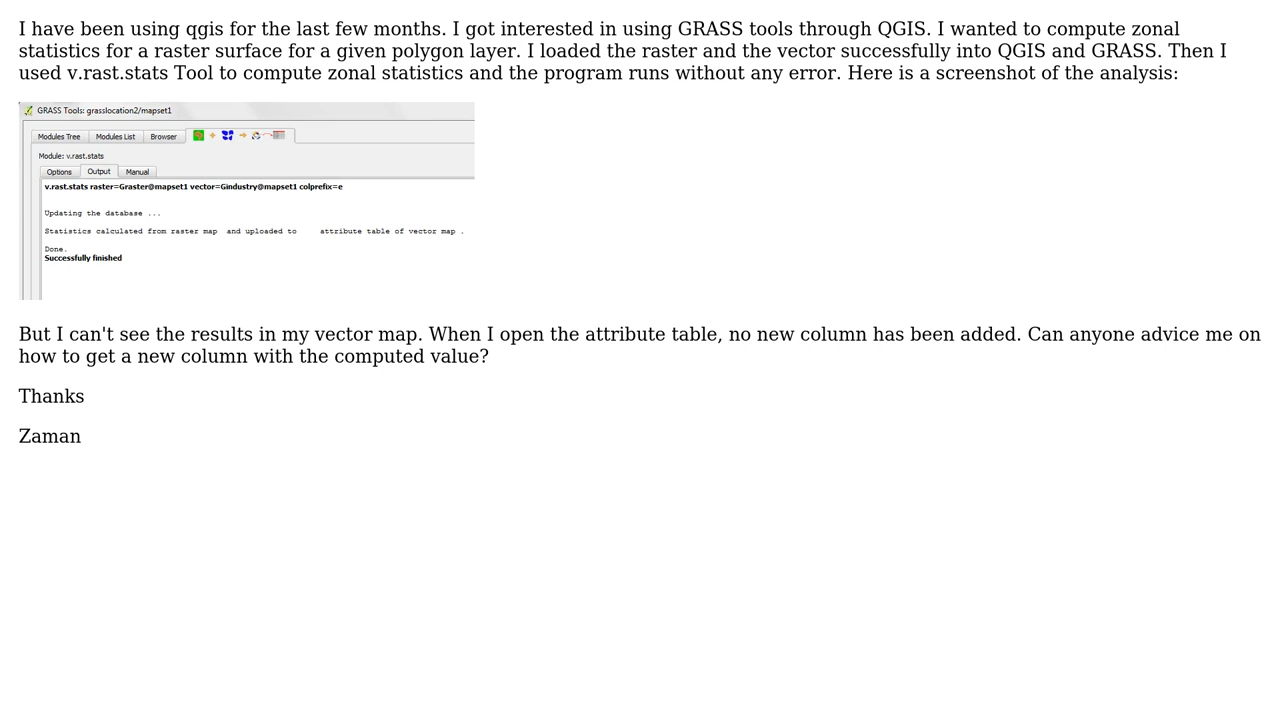 I have been using qgis for the last few months. I got interested in using GRASS tools through QGIS. I wanted to compute zonal
statistics for a raster surface for a given polygon layer. I loaded the raster and the vector successfully into QGIS and GRASS. Then I
used v.rast.stats Tool to compute zonal statistics and the program runs without any error. Here is a screenshot of the analysis:
GRASS Tools: grasslocation2/mapset1
Modules Tree Modules List Browser
Module: v.rast.stats
Options Output Manual
v.rast.stats raster=Graster@mapset1 vector=Gindustry@mapset1 colprefix=e
Updating the database ...
Statistics calculated from raster map and uploaded to attribute table of vector map .
Done.
Successfully finished
But I can't see the results in my vector map. When I open the attribute table, no new column has been added. Can anyone advice me on
how to get a new column with the computed value?
Thanks
Zaman